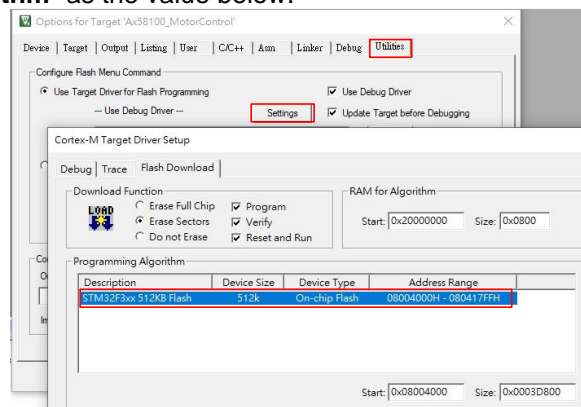 as the value below.
Options for Target 'Ax58100_MotorControl'
Device Target Output Listing User C/C++ Asm Linker Debug Utilities
Configure Flash Menu Command
Use Target Driver for Flash Programming
Use Debug Driver
-- Use Debug Driver --
Settings
Update Target before Debugging
Cortex-M Target Driver Setup
Debug Trace Flash Download
Download Function
RAM for Algorithm
LOAD
Erase Full Chip
Program
Erase Sectors
Verify
Start: 0x20000000 Size: 0x0800
Do not Erase
Reset and Run
Programming Algorithm
Description Device Size Device Type Address Range
STM32F3xx 512KB Flash 512k On-chip Flash 08004000H - 080417FFH
Start: 0x08004000 Size: 0x0003D800